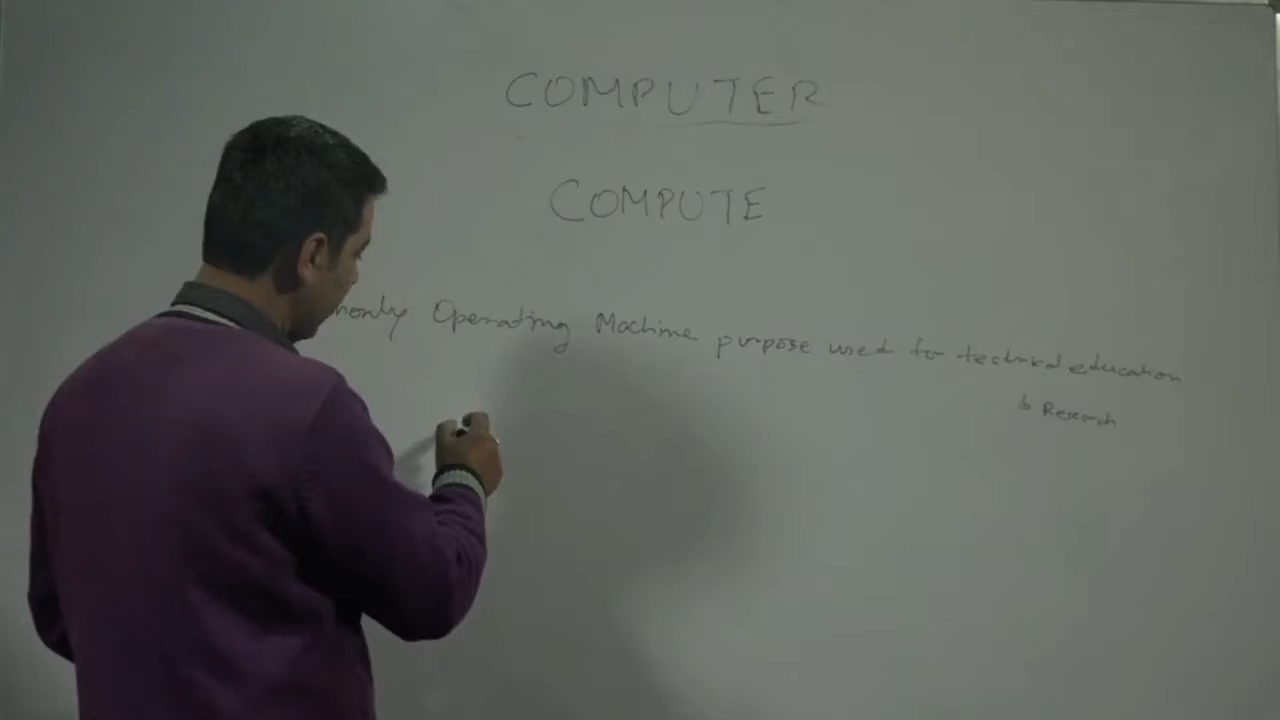 COMPUTER
COMPUTE
monly Operating Machine purpose used for technical education
& Research